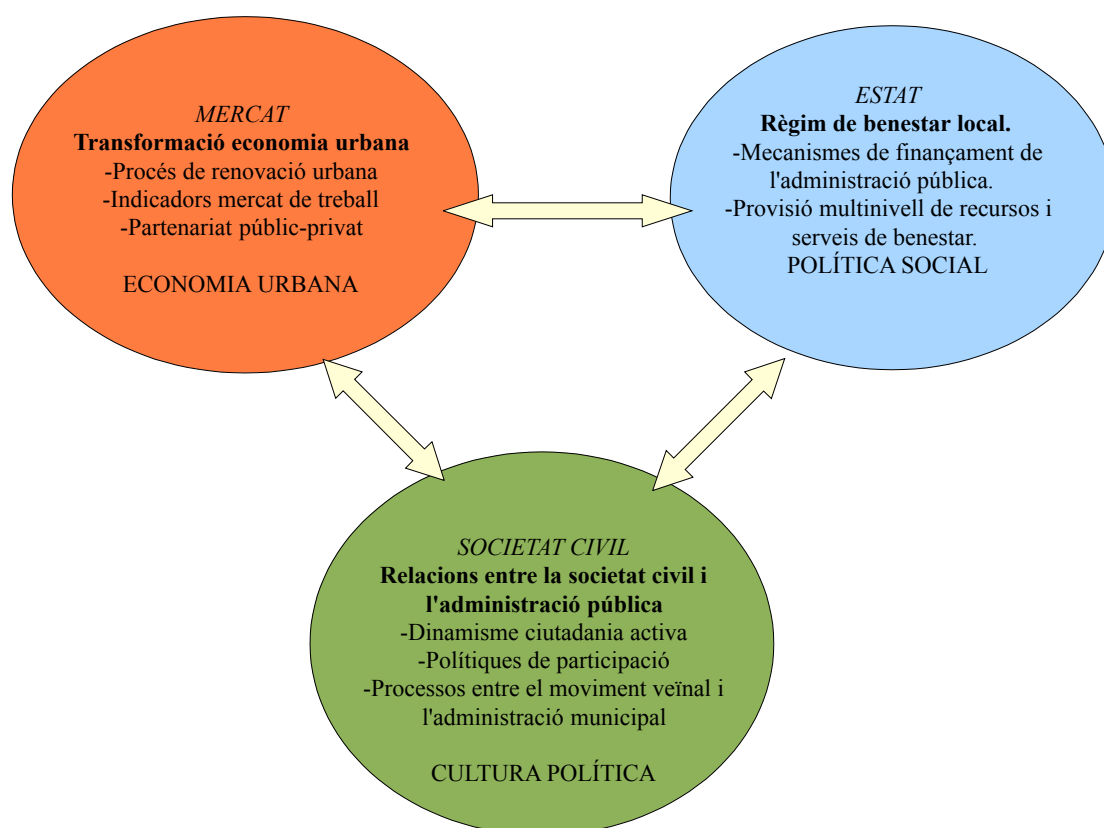 MERCAT
Transformació economia urbana
-Procés de renovació urbana
-Indicadors mercat de treball
-Partenariat públic-privat
ECONOMIA URBANA
ESTAT
Règim de benestar local.
-Mecanismes de finançament de
l'administració pública.
-Provisió multinivell de recursos i
serveis de benestar.
POLÍTICA SOCIAL
SOCIETAT CIVIL
Relacions entre la societat civil i
l'administració pública
-Dinamisme ciutadania activa
-Polítiques de participació
-Processos entre el moviment veïnal i
l'administració municipal
CULTURA POLÍTICA